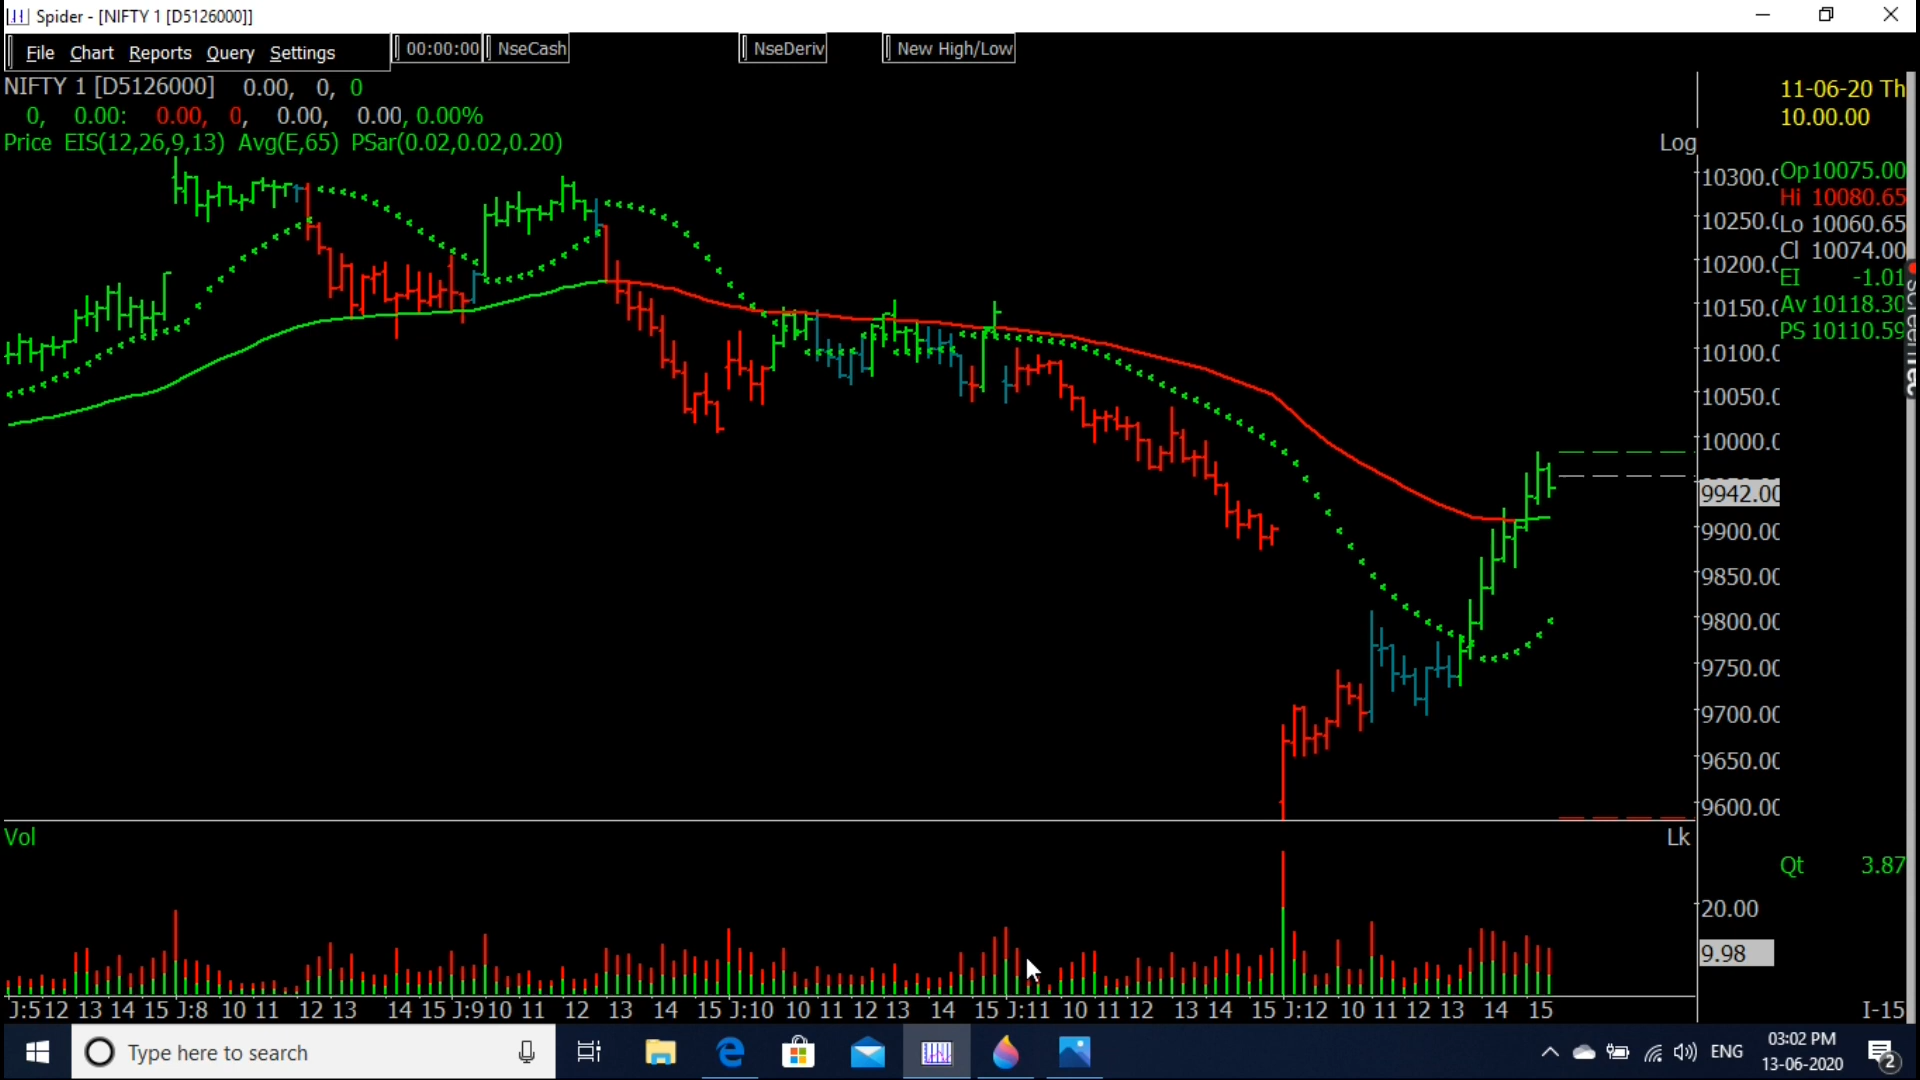 Spider - [NIFTY 1 [D5126000]]
File Chart Reports Query Settings 00:00:00 NseCash NseDeriv New High/Low
NIFTY 1 [D5126000] 0.00, 0, 0
0, 0.00: 0.00, 0, 0.00, 0.00, 0.00%
Price EIS(12,26,9,13) Avg(E,65) PSar(0.02,0.02,0.20)
Log
11-06-20 Th
10.00.00
Op 10075.00
Hi 10080.65
Lo 10060.65
Cl 10074.00
EI -1.01
Av 10118.30
PS 10110.59
10300.0
10250.0
10200.0
10150.0
10100.0
10050.0
10000.0
9942.00
9900.00
9850.00
9800.00
9750.00
9700.00
9650.00
9600.00
Vol
Lk
Qt 3.87
20.00
9.98
J:5 12 13 14 15 J:8 10 11 12 13 14 15 J:9 10 11 12 13 14 15 J:10 10 11 12 13 14 15 J:11 10 11 12 13 14 15 J:12 10 11 12 13 14 15
I-15
Type here to search
ENG
03:02 PM
13-06-2020
2